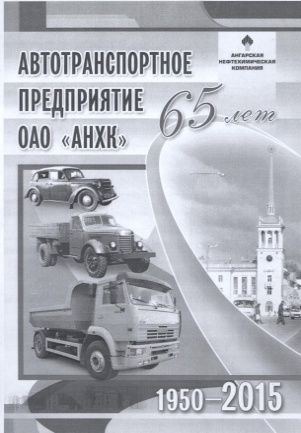 АНГАРСКАЯ
НЕФТЕХИМИЧЕСКАЯ
КОМПАНИЯ
АВТОТРАНСПОРТНОЕ
ПРЕДПРИЯТИЕ
ОАО «АНХК»
65 лет
1950–2015